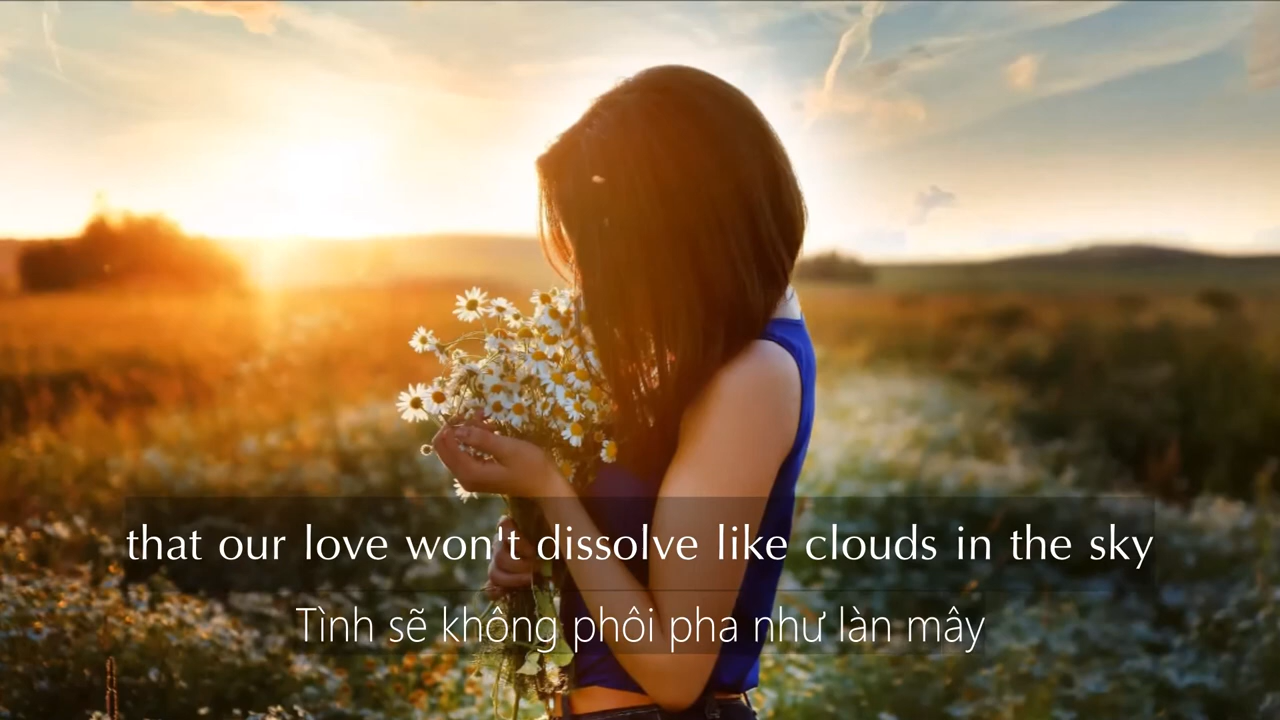 that our love won't dissolve like clouds in the sky
Tình sẽ không phôi pha như làn mây